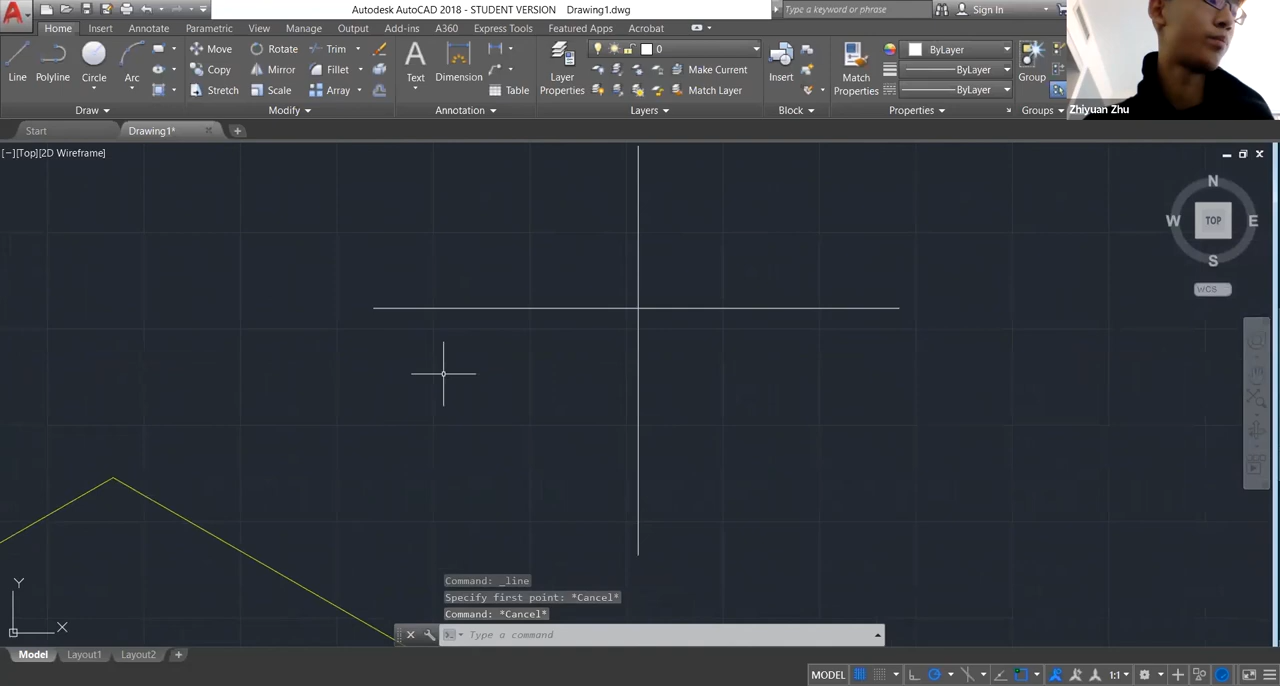 Autodesk AutoCAD 2018 - STUDENT VERSION Drawing1.dwg
Type a keyword or phrase
Sign In
Home Insert Annotate Parametric View Manage Output Add-ins A360 Express Tools Featured Apps Acrobat
Line Polyline Circle Arc
Move Rotate Trim
Copy Mirror Fillet
Stretch Scale Array
Text Dimension Table
Layer Properties
0
Make Current
Match Layer
Insert
Match Properties
ByLayer
ByLayer
ByLayer
Group
Draw Modify Annotation Layers Block Properties Groups
Zhiyuan Zhu
Start Drawing1* +
[−][Top][2D Wireframe]
N
W TOP E
S
WCS
Y
X
Command: _line
Specify first point: *Cancel*
Command: *Cancel*
Type a command
Model Layout1 Layout2 +
MODEL 1:1